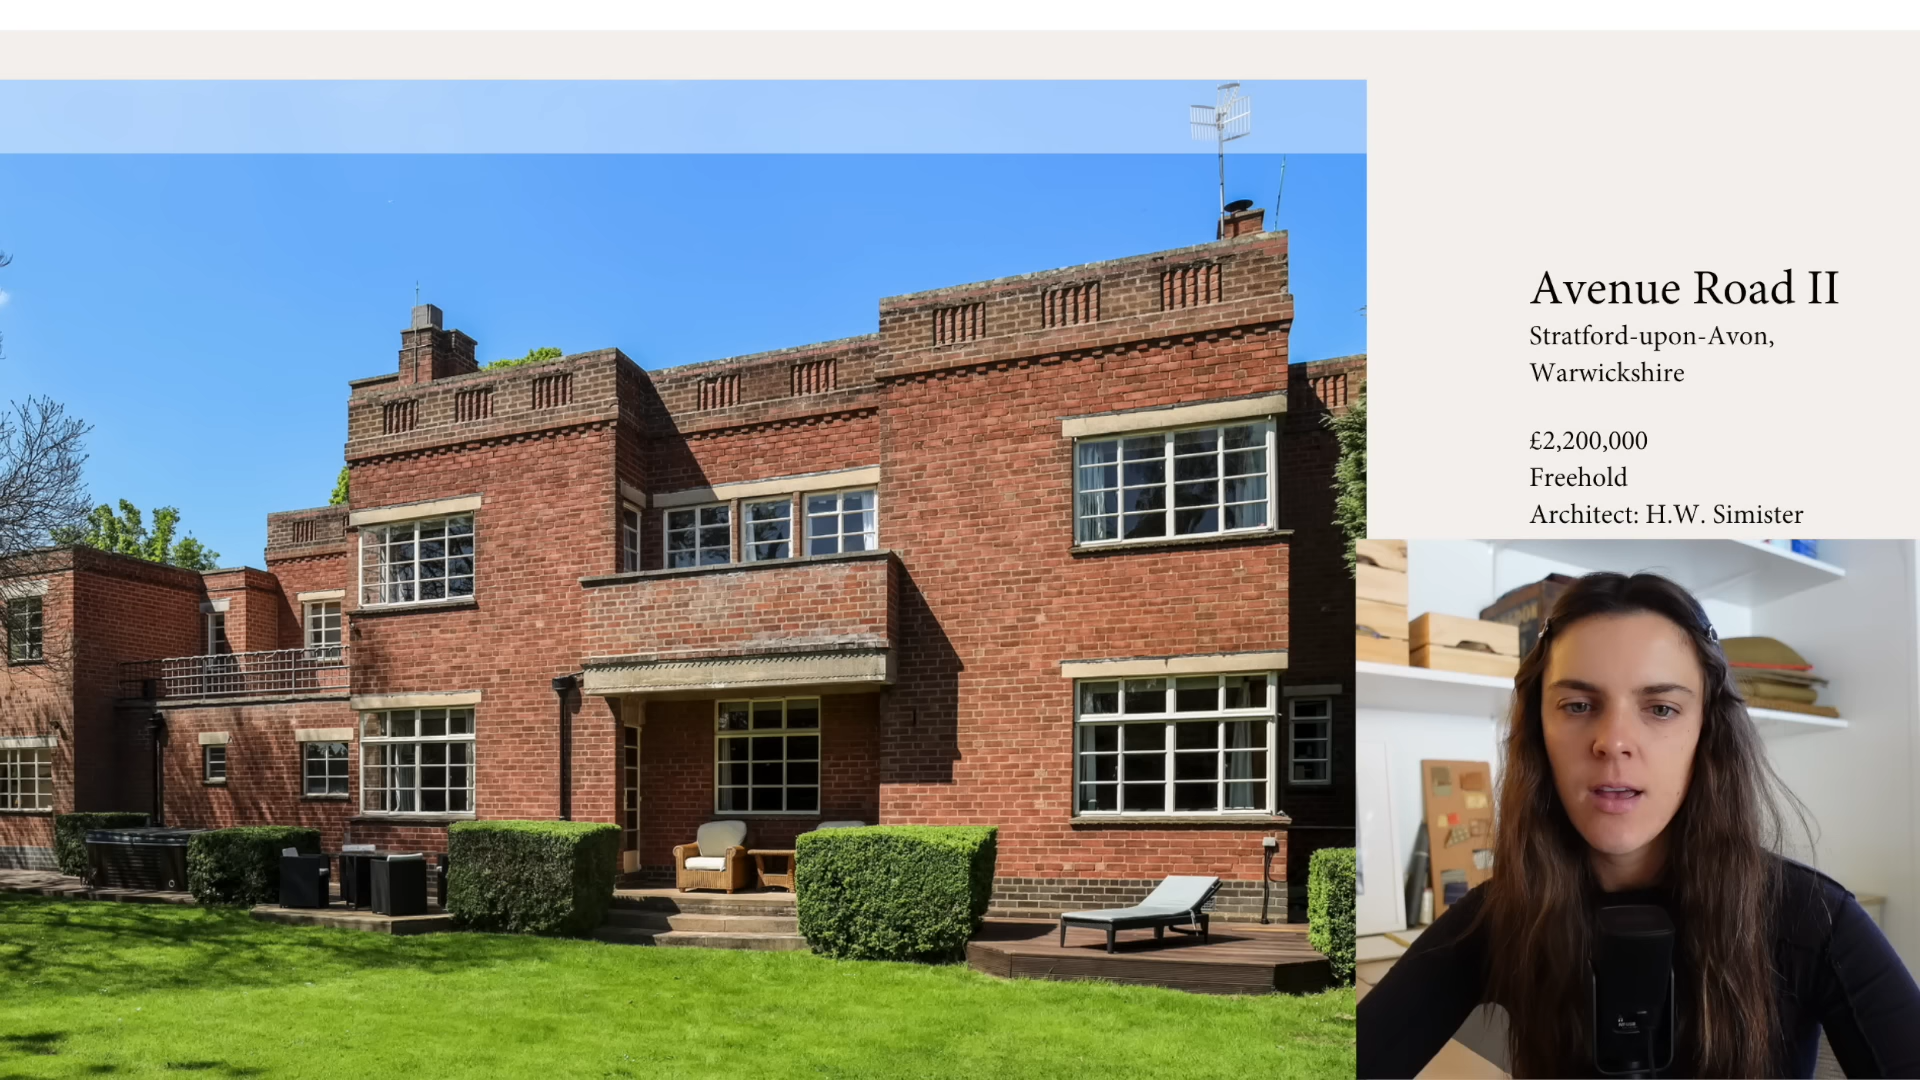 Avenue Road II
Stratford-upon-Avon,
Warwickshire
£2,200,000
Freehold
Architect: H.W. Simister